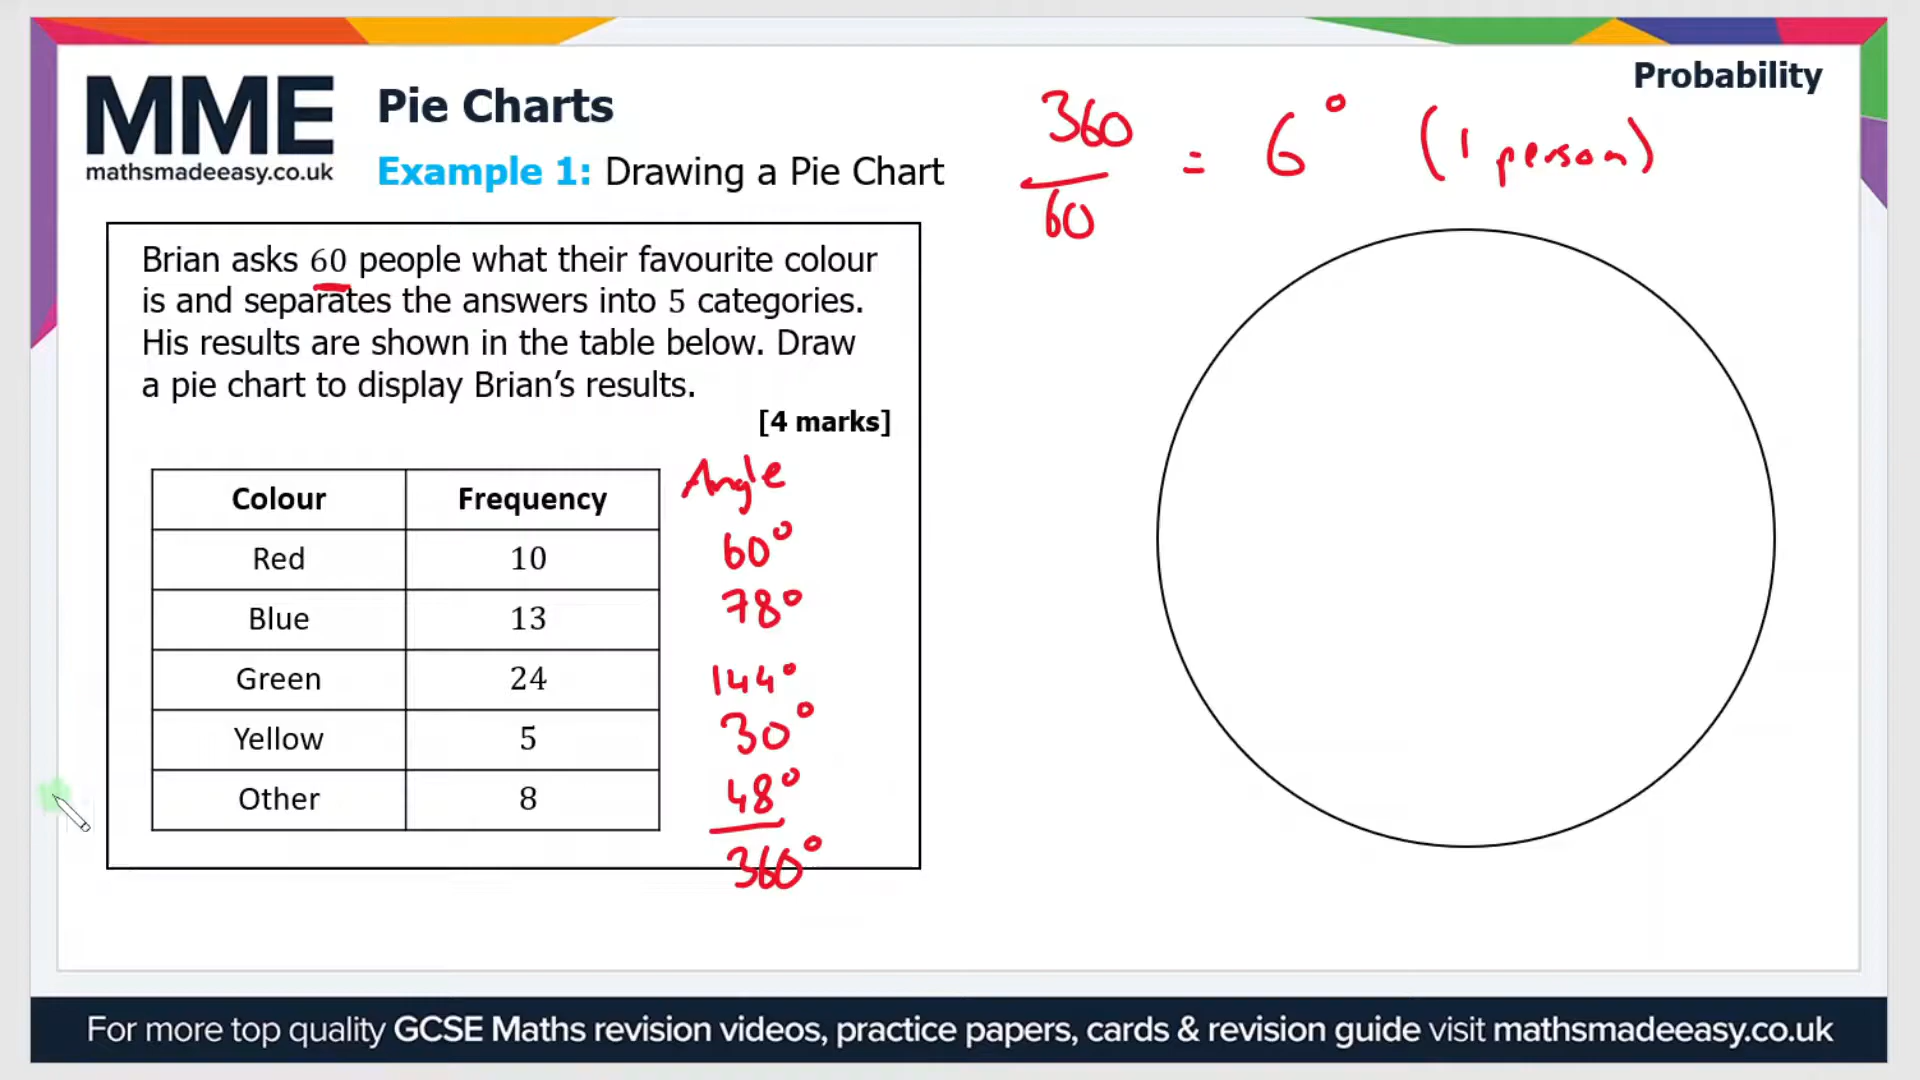 MME
mathsmadeeasy.co.uk
Pie Charts
Example 1: Drawing a Pie Chart
Probability
360
60
= 6° (1 person)
Brian asks 60 people what their favourite colour
is and separates the answers into 5 categories.
His results are shown in the table below. Draw
a pie chart to display Brian’s results.
[4 marks]
Colour Frequency Angle
Red 10 60°
Blue 13 78°
Green 24 144°
Yellow 5 30°
Other 8 48°
360°
For more top quality GCSE Maths revision videos, practice papers, cards & revision guide visit mathsmadeeasy.co.uk